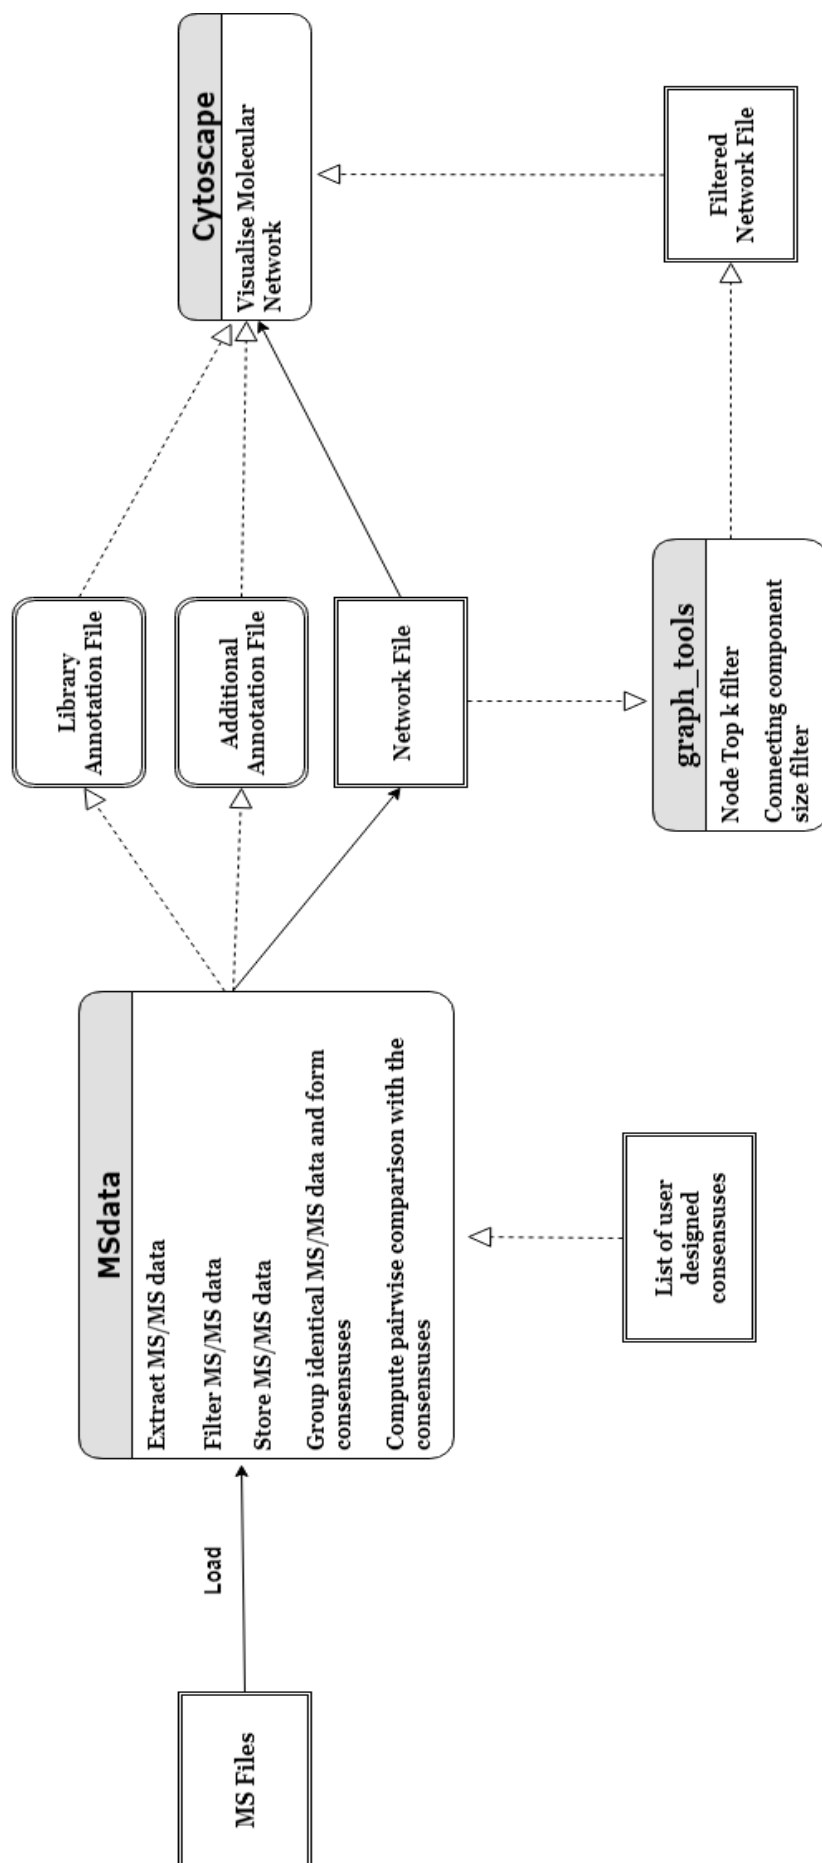 MS Files
Load
MSdata
Extract MS/MS data
Filter MS/MS data
Store MS/MS data
Group identical MS/MS data and form
consensuses
Compute pairwise comparison with the
consensuses
List of user
designed
consensuses
Library
Annotation File
Additional
Annotation File
Network File
graph_tools
Node Top k filter
Connecting component
size filter
Cytoscape
Visualise Molecular
Network
Filtered
Network File